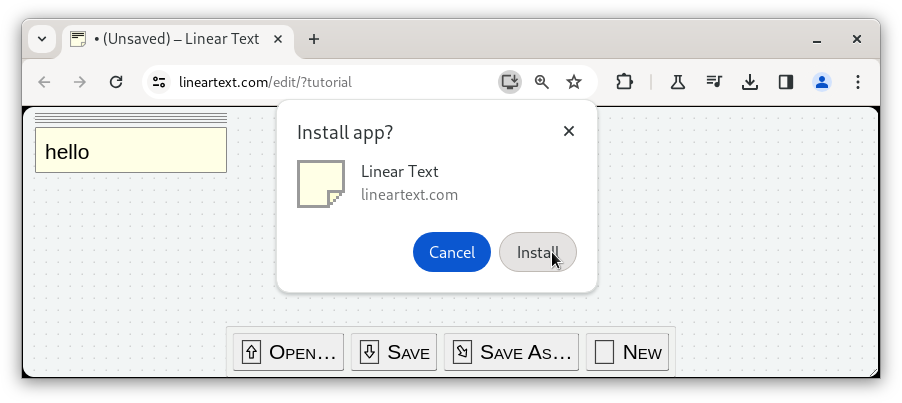 • (Unsaved) – Linear Text
lineartext.com/edit/?tutorial
hello
Install app?
Linear Text
lineartext.com
Cancel
Install
Open…
Save
Save As…
New